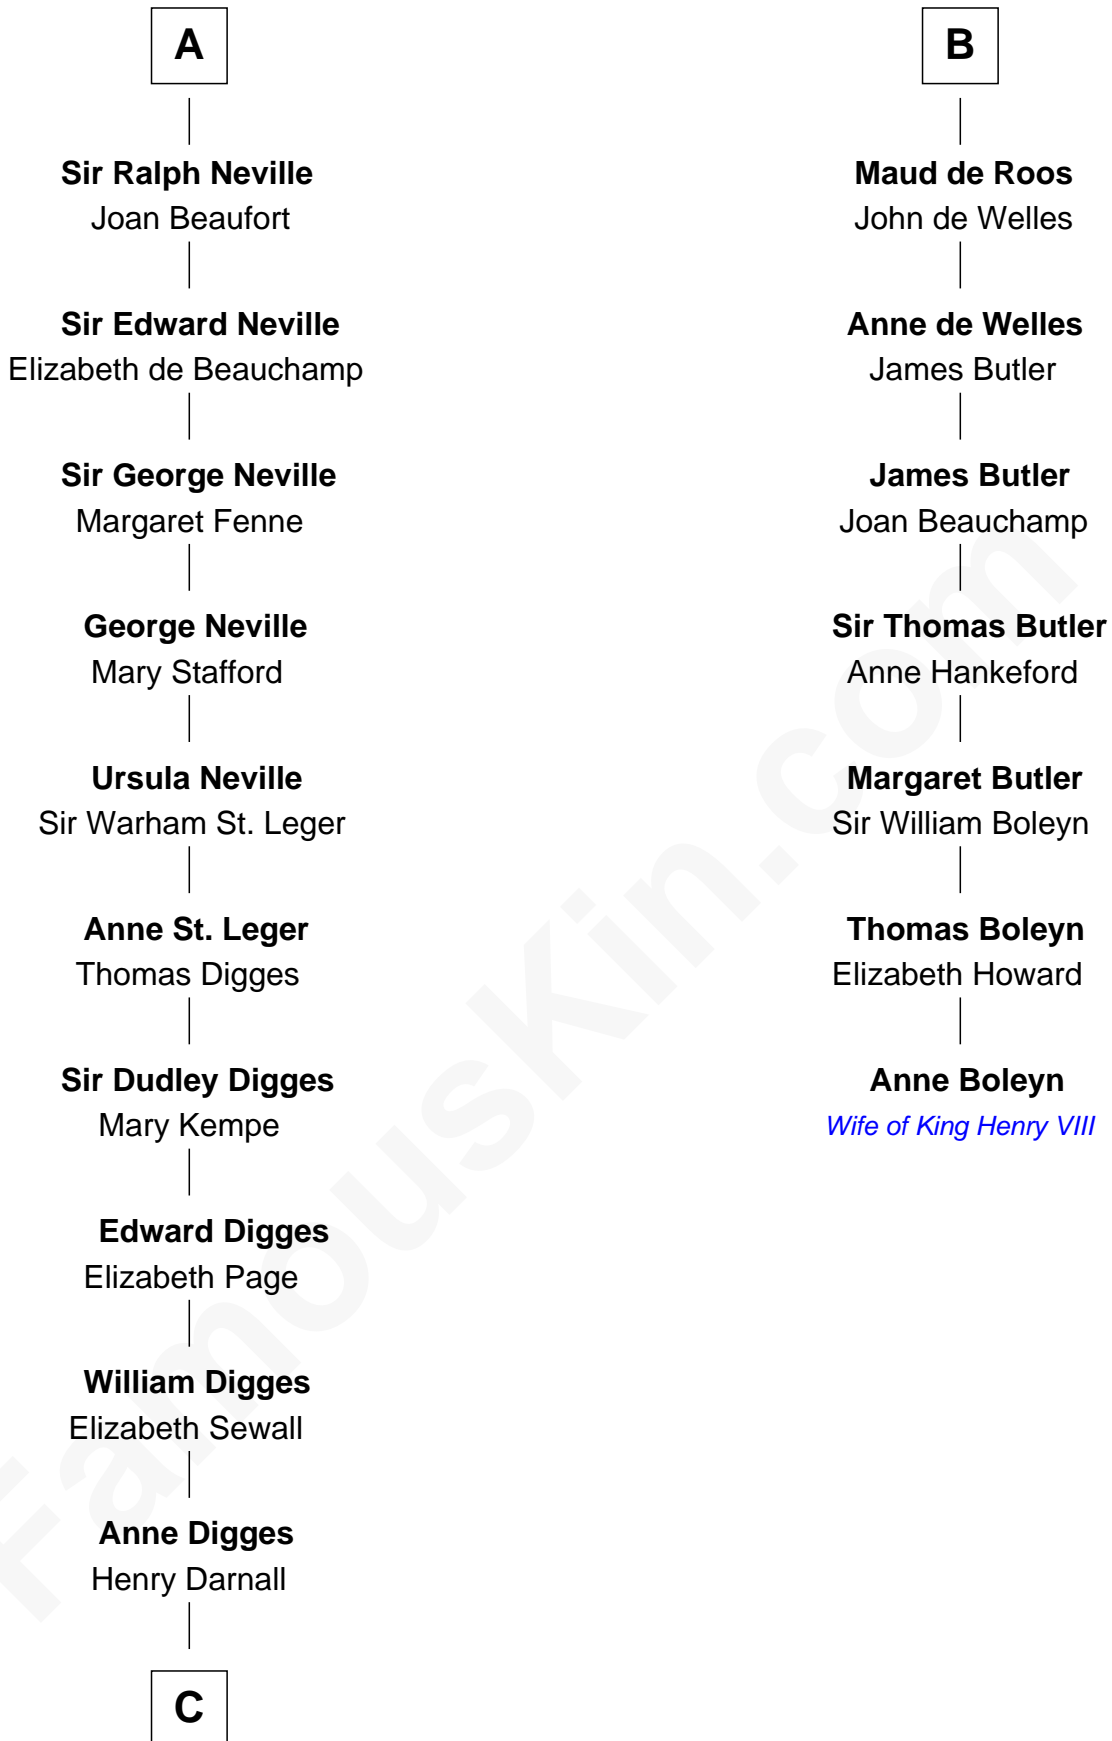 A
Sir Ralph Neville
Joan Beaufort
Sir Edward Neville
Elizabeth de Beauchamp
Sir George Neville
Margaret Fenne
George Neville
Mary Stafford
Ursula Neville
Sir Warham St. Leger
Anne St. Leger
Thomas Digges
Sir Dudley Digges
Mary Kempe
Edward Digges
Elizabeth Page
William Digges
Elizabeth Sewall
Anne Digges
Henry Darnall
C
B
Maud de Roos
John de Welles
Anne de Welles
James Butler
James Butler
Joan Beauchamp
Sir Thomas Butler
Anne Hankeford
Margaret Butler
Sir William Boleyn
Thomas Boleyn
Elizabeth Howard
Anne Boleyn
Wife of King Henry VIII
FamousKin.com